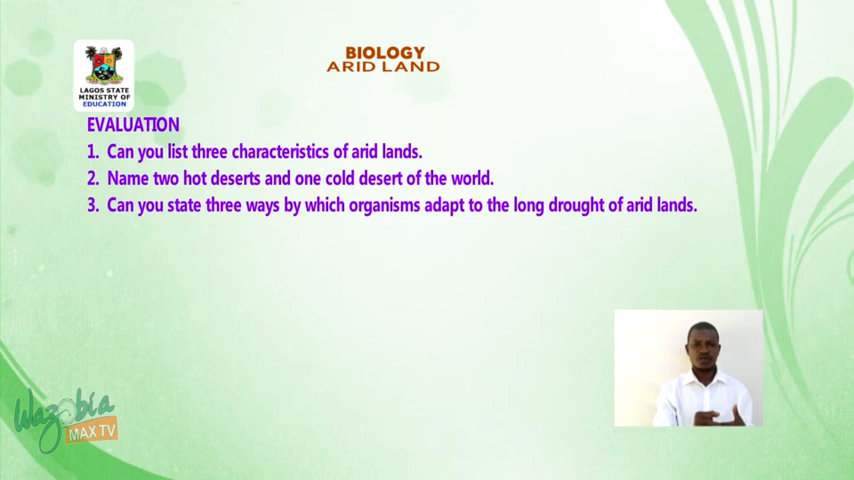 BIOLOGY
ARID LAND
LAGOS STATE
MINISTRY OF
EDUCATION
EVALUATION
1. Can you list three characteristics of arid lands.
2. Name two hot deserts and one cold desert of the world.
3. Can you state three ways by which organisms adapt to the long drought of arid lands.
Wazobia
MAX TV